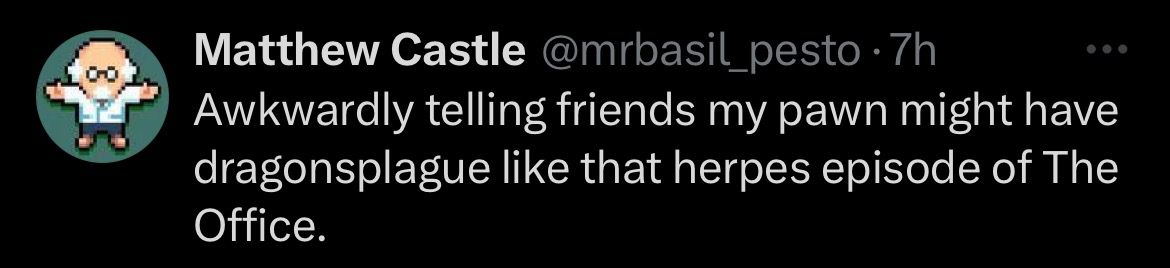 Matthew Castle @mrbasil_pesto · 7h
Awkwardly telling friends my pawn might have
dragonsplague like that herpes episode of The
Office.